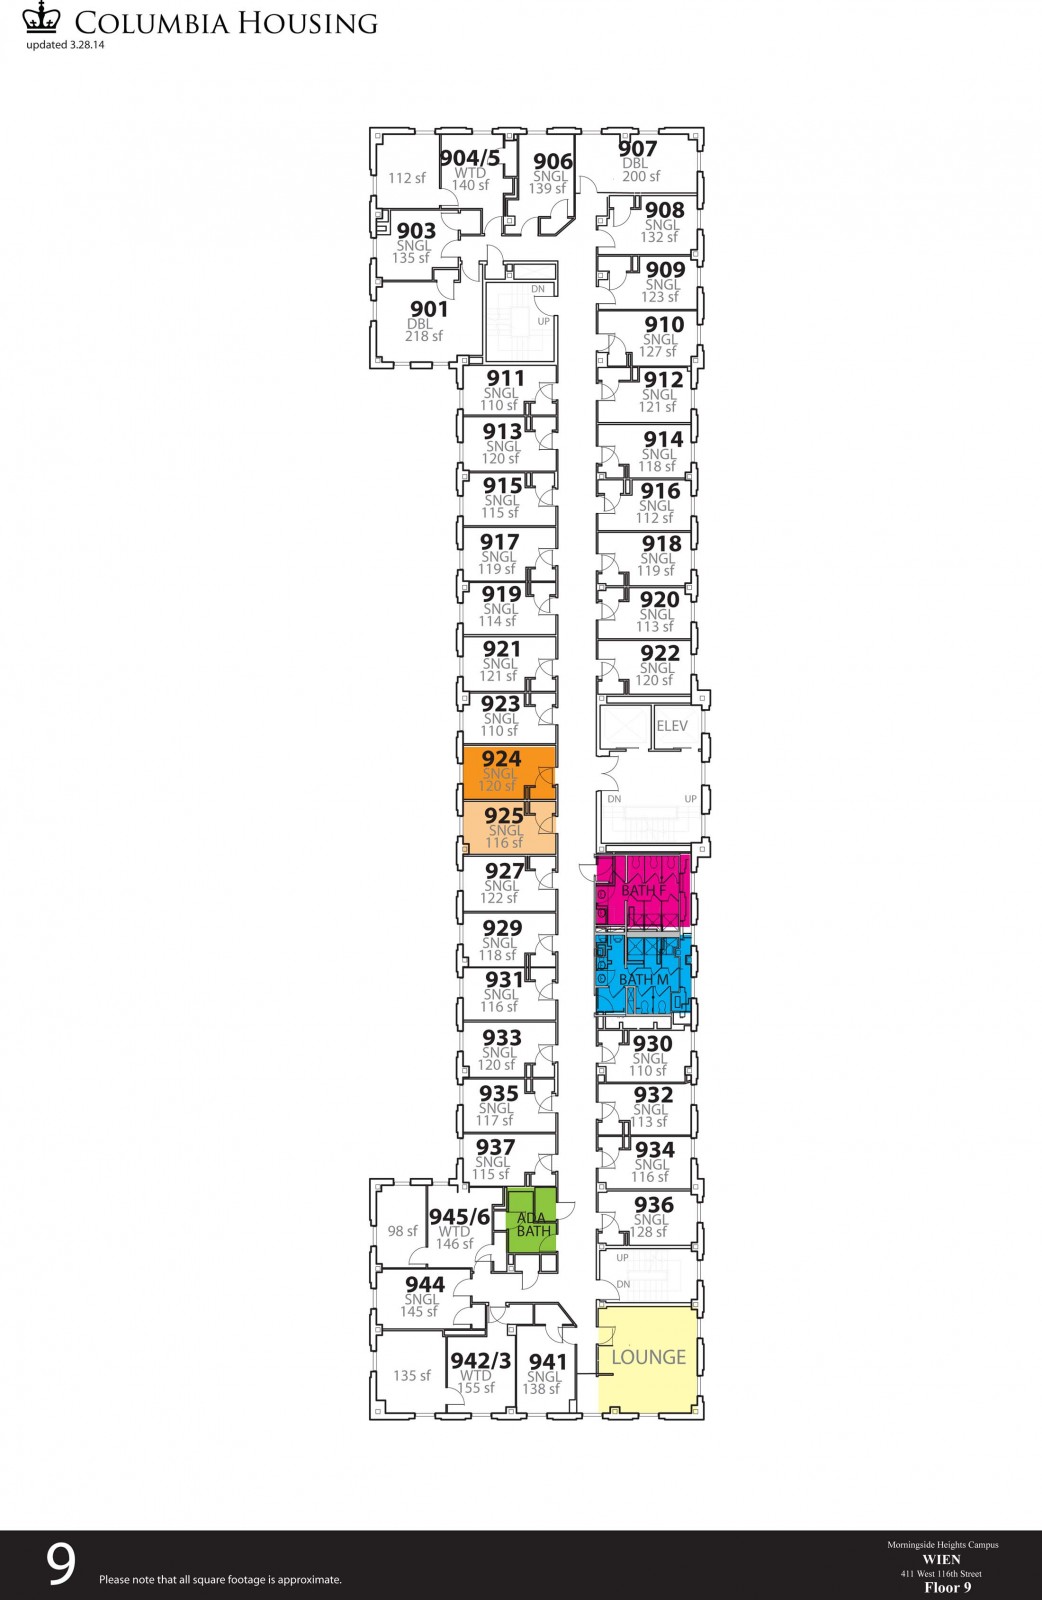 COLUMBIA HOUSING
updated 3.28.14
112 sf
904/5
WTD
140 sf
906
SNGL
139 sf
907
DBL
200 sf
903
SNGL
135 sf
908
SNGL
132 sf
901
DBL
218 sf
DN
UP
909
SNGL
123 sf
910
SNGL
127 sf
911
SNGL
110 sf
912
SNGL
121 sf
913
SNGL
120 sf
914
SNGL
118 sf
915
SNGL
115 sf
916
SNGL
112 sf
917
SNGL
119 sf
918
SNGL
119 sf
919
SNGL
114 sf
920
SNGL
113 sf
921
SNGL
121 sf
922
SNGL
120 sf
923
SNGL
110 sf
ELEV
924
SNGL
120 sf
DN
UP
925
SNGL
116 sf
927
SNGL
122 sf
BATH F
929
SNGL
118 sf
BATH M
931
SNGL
116 sf
930
SNGL
110 sf
933
SNGL
120 sf
932
SNGL
113 sf
935
SNGL
117 sf
934
SNGL
116 sf
937
SNGL
115 sf
936
SNGL
128 sf
98 sf
945/6
WTD
146 sf
ADA
BATH
UP
DN
944
SNGL
145 sf
135 sf
942/3
WTD
155 sf
941
SNGL
138 sf
LOUNGE
9
Please note that all square footage is approximate.
Morningside Heights Campus
WIEN
411 West 116th Street
Floor 9